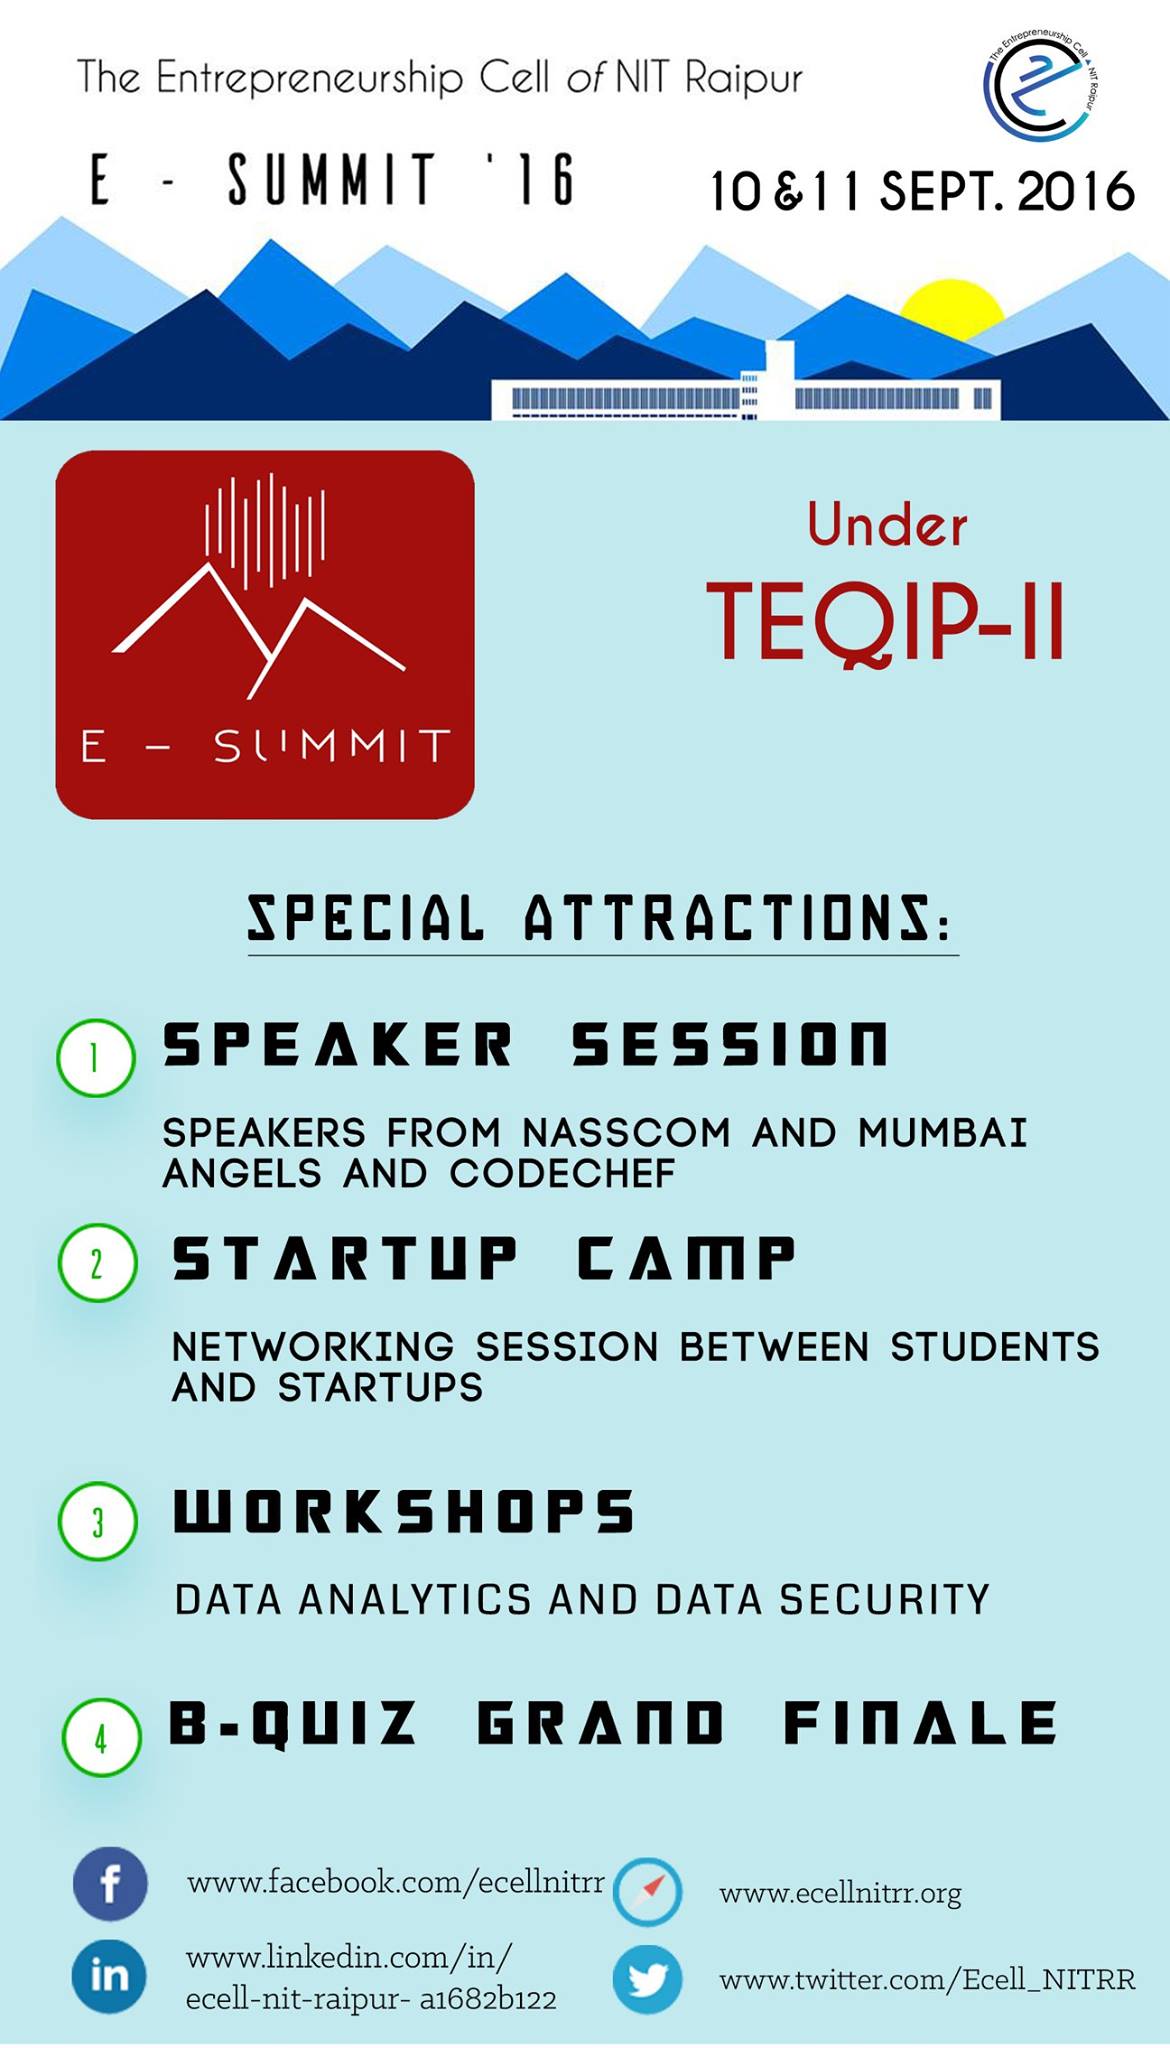 The Entrepreneurship Cell of NIT Raipur
The Entrepreneurship Cell ▲ NIT Raipur
E - SUMMIT '16
10 & 11 SEPT. 2016
E - SUMMIT
Under
TEQIP-II
SPECIAL ATTRACTIONS:
1
SPEAKER SESSION
SPEAKERS FROM NASSCOM AND MUMBAI
ANGELS AND CODECHEF
2
STARTUP CAMP
NETWORKING SESSION BETWEEN STUDENTS
AND STARTUPS
3
WORKSHOPS
DATA ANALYTICS AND DATA SECURITY
4
B-QUIZ GRAND FINALE
f
www.facebook.com/ecellnitrr
www.ecellnitrr.org
in
www.linkedin.com/in/
ecell-nit-raipur- a1682b122
www.twitter.com/Ecell_NITRR